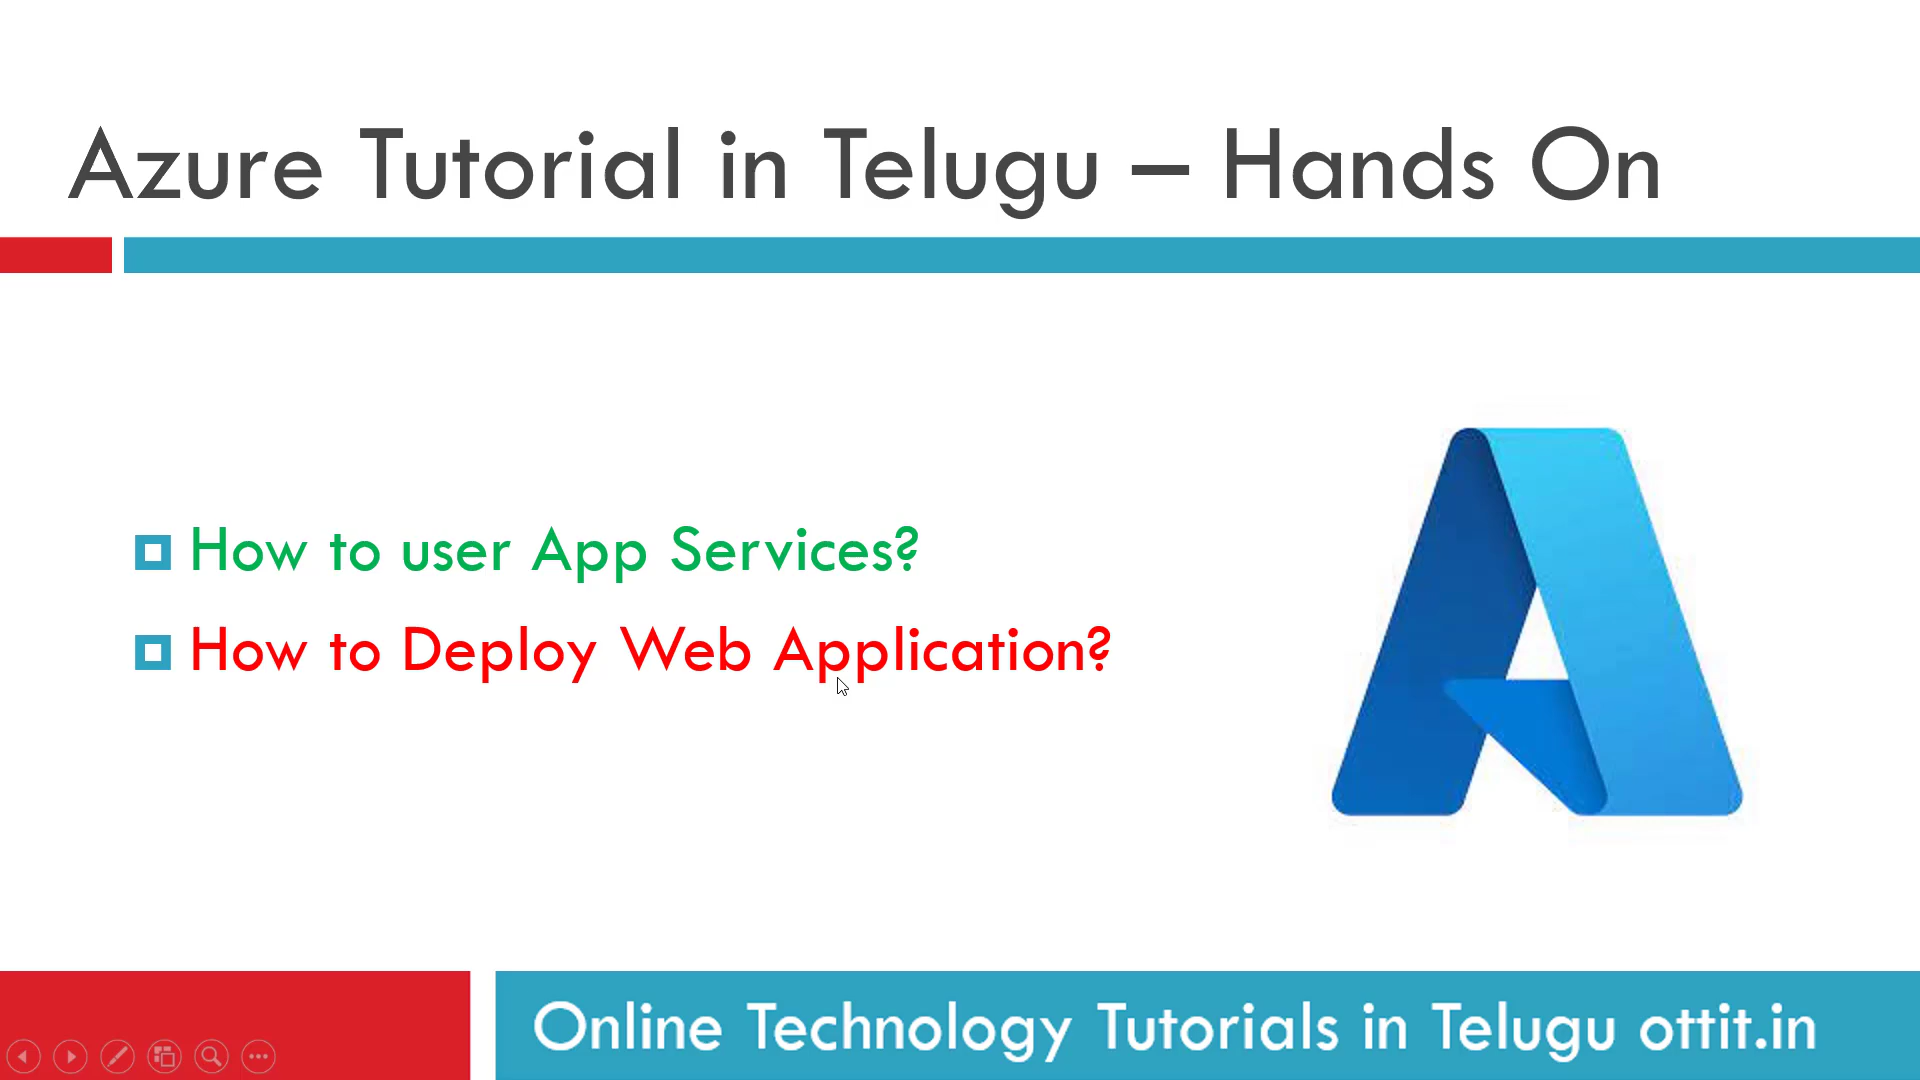 Azure Tutorial in Telugu – Hands On
How to user App Services?
How to Deploy Web Application?
Online Technology Tutorials in Telugu ottit.in